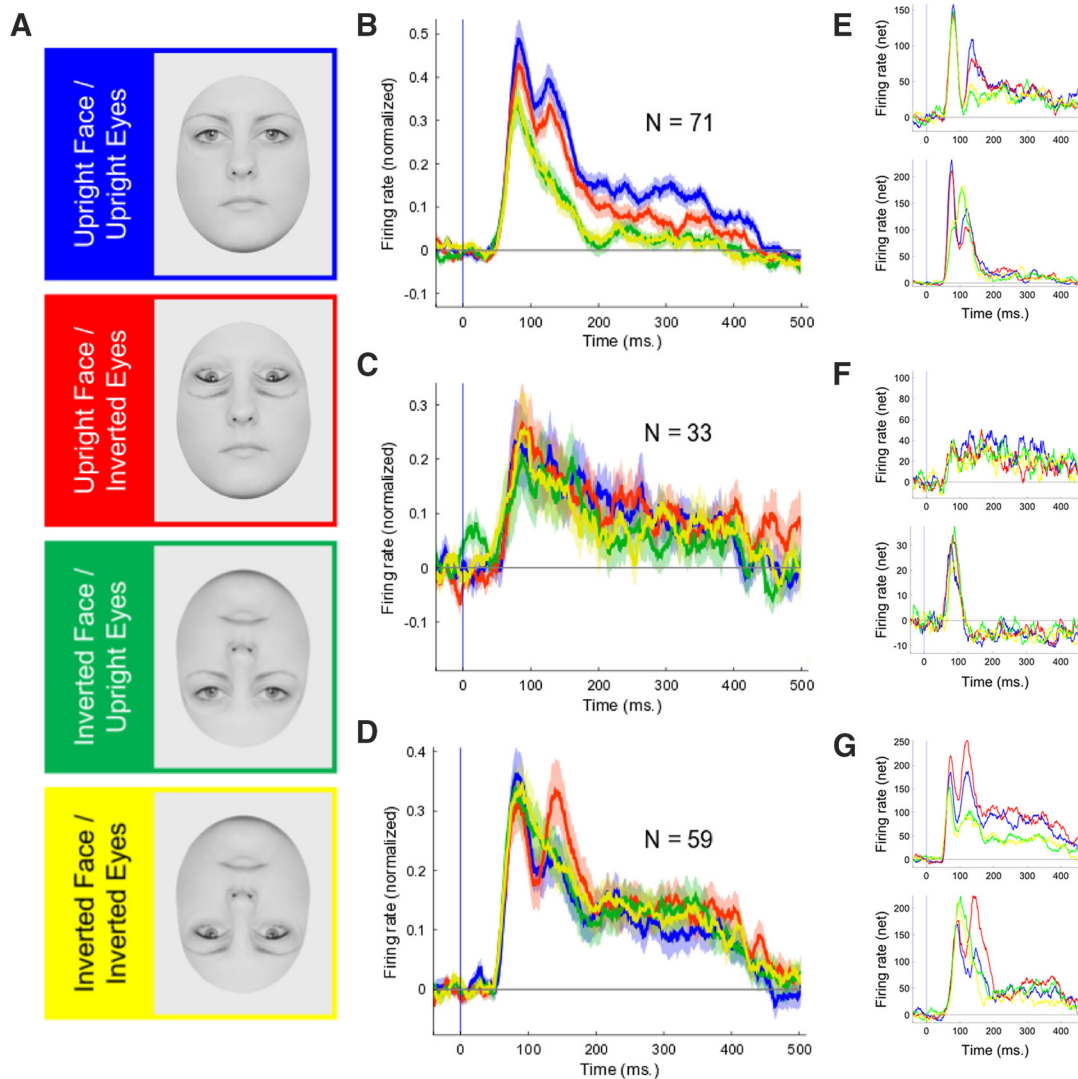 A
Upright Face /
Upright Eyes
Upright Face /
Inverted Eyes
Inverted Face /
Upright Eyes
Inverted Face /
Inverted Eyes
B
Firing rate (normalized)
0.5
0.4
0.3
0.2
0.1
0
-0.1
N = 71
0 100 200 300 400 500
Time (ms.)
C
Firing rate (normalized)
0.3
0.2
0.1
0
-0.1
N = 33
0 100 200 300 400 500
Time (ms.)
D
Firing rate (normalized)
0.4
0.3
0.2
0.1
0
N = 59
0 100 200 300 400 500
Time (ms.)
E
Firing rate (net)
150
100
50
0
0 100 200 300 400
Firing rate (net)
200
150
100
50
0
0 100 200 300 400
Time (ms.)
F
Firing rate (net)
100
80
60
40
20
0
0 100 200 300 400
Firing rate (net)
30
20
10
0
-10
0 100 200 300 400
Time (ms.)
G
Firing rate (net)
250
200
150
100
50
0
0 100 200 300 400
Firing rate (net)
200
150
100
50
0
0 100 200 300 400
Time (ms.)